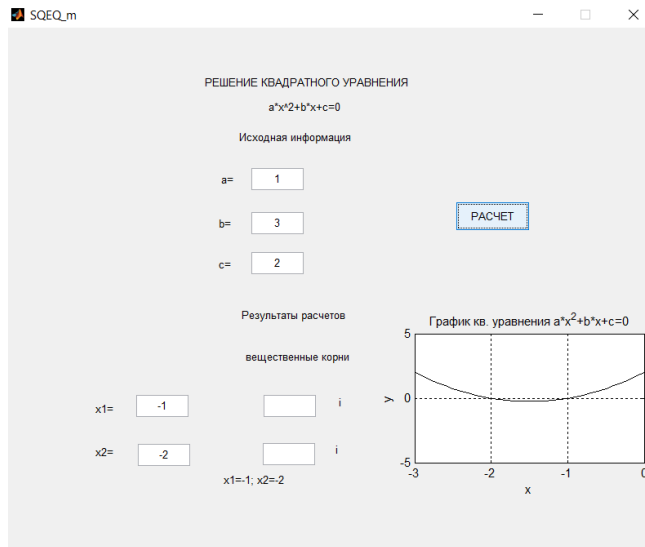 SQEQ_m
РЕШЕНИЕ КВАДРАТНОГО УРАВНЕНИЯ
a*x^2+b*x+c=0
Исходная информация
a= 1
b= 3
c= 2
РАСЧЕТ
Результаты расчетов
вещественные корни
x1= -1 i
x2= -2 i
x1=-1; x2=-2
График кв. уравнения a*x²+b*x+c=0
5
y 0
-5
-3 -2 -1 0
x